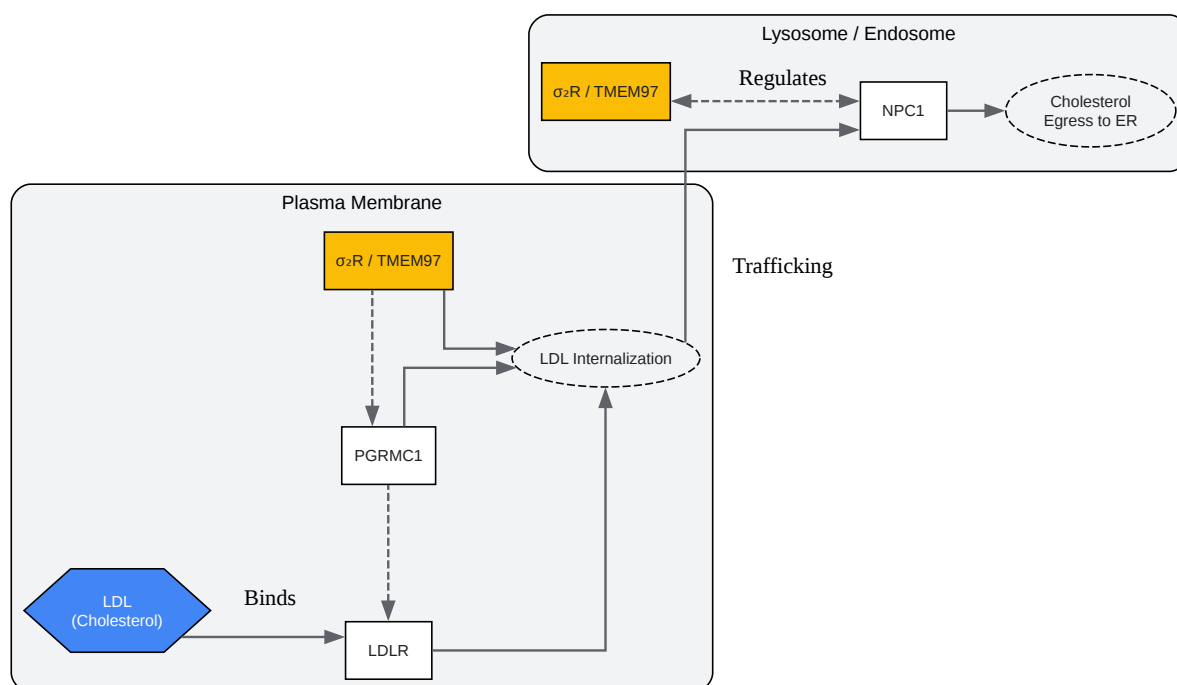 Lysosome / Endosome
σ₂R / TMEM97
Regulates
NPC1
Cholesterol
Egress to ER
Plasma Membrane
σ₂R / TMEM97
Trafficking
LDL Internalization
PGRMC1
LDL
(Cholesterol)
Binds
LDLR